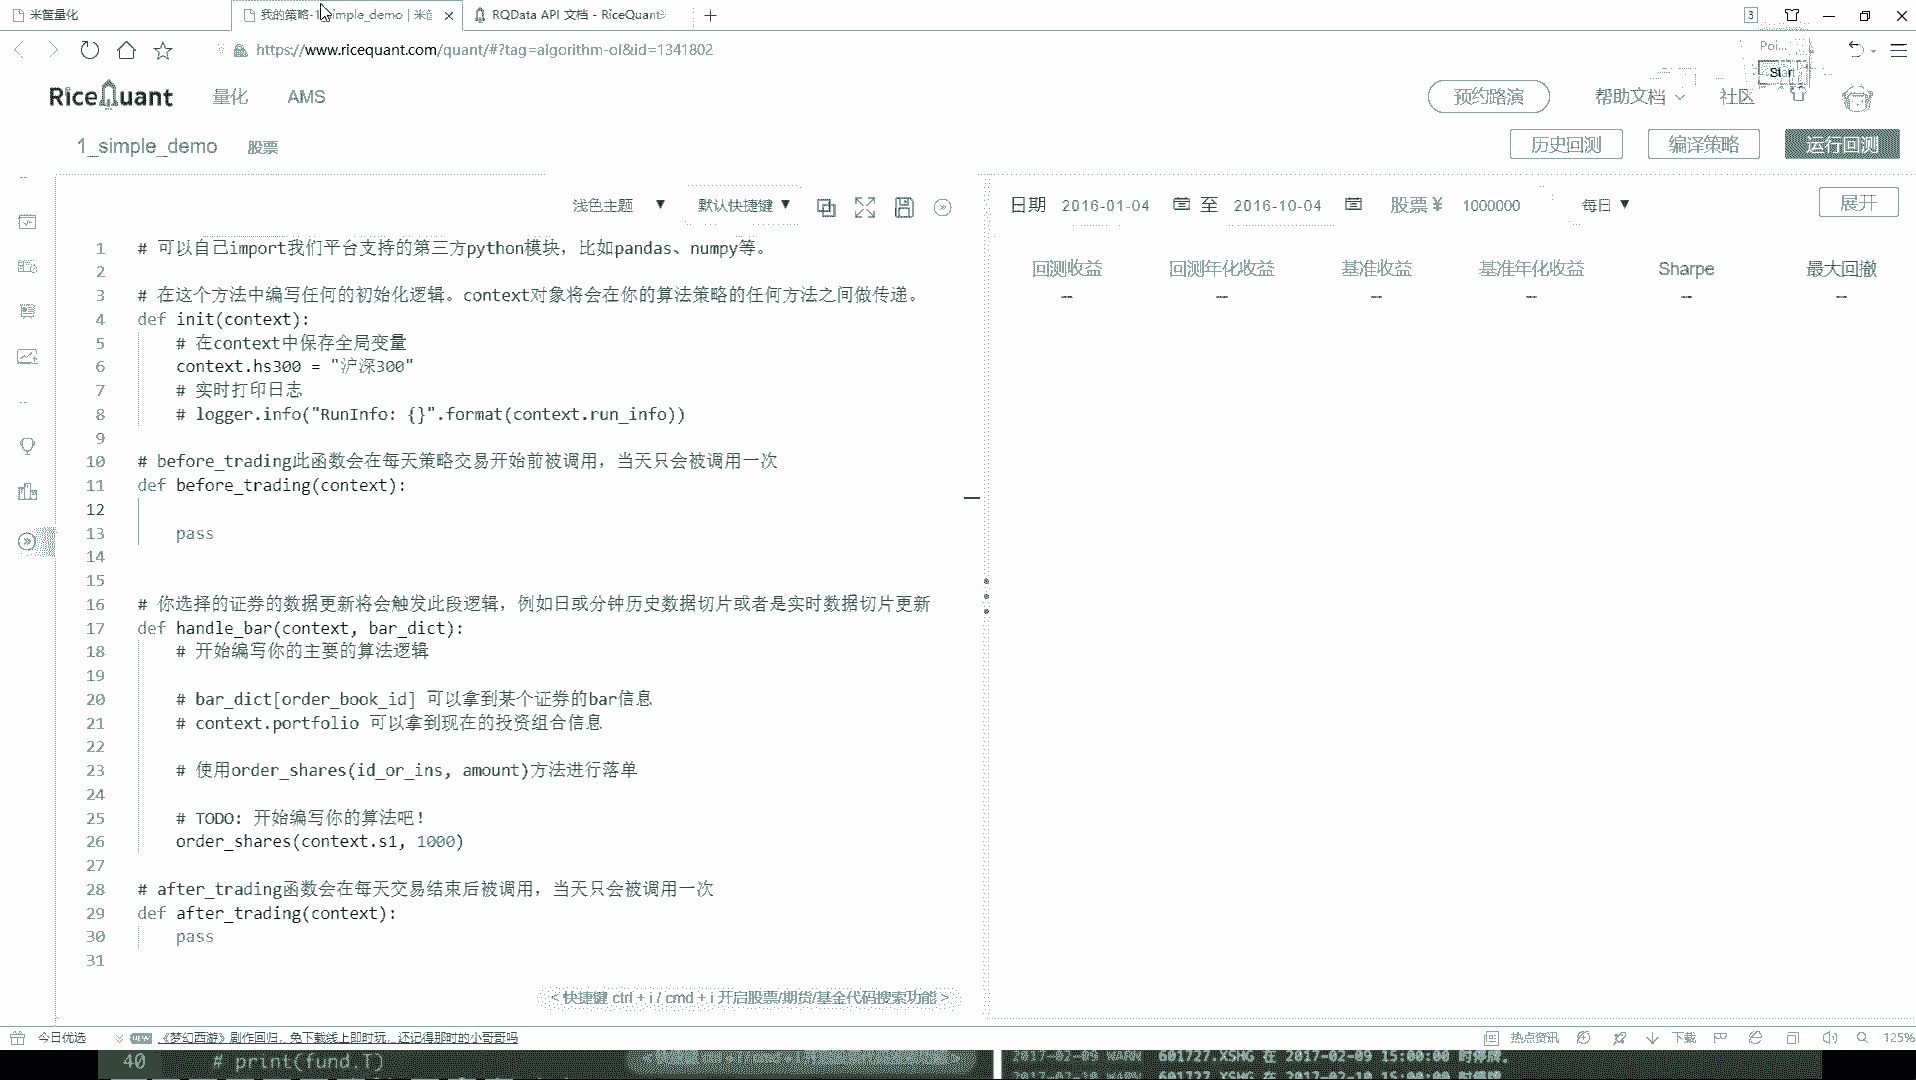 米筐量化
我的策略-1_simple_demo | 米筐
RQData API 文档 - RiceQuant
3
https://www.ricequant.com/quant/#?tag=algorithm-ol&id=1341802
Poi...
Start
RiceQuant
量化
AMS
预约路演
帮助文档
社区
1_simple_demo
股票
历史回测
编译策略
运行回测
浅色主题 ▼
默认快捷键 ▼
日期 2016-01-04 至 2016-10-04 股票 ¥ 1000000 每日 ▼
展开
回测收益 回测年化收益 基准收益 基准年化收益 Sharpe 最大回撤
-- -- -- -- -- --
1 # 可以自己import我们平台支持的第三方python模块，比如pandas、numpy等。
2
3 # 在这个方法中编写任何的初始化逻辑。context对象将会在你的算法策略的任何方法之间做传递。
4 def init(context):
5 # 在context中保存全局变量
6 context.hs300 = "沪深300"
7 # 实时打印日志
8 # logger.info("RunInfo: {}".format(context.run_info))
9
10 # before_trading此函数会在每天策略交易开始前被调用，当天只会被调用一次
11 def before_trading(context):
12
13 pass
14
15
16 # 你选择的证券的数据更新将会触发此段逻辑，例如日或分钟历史数据切片或者是实时数据切片更新
17 def handle_bar(context, bar_dict):
18 # 开始编写你的主要的算法逻辑
19
20 # bar_dict[order_book_id] 可以拿到某个证券的bar信息
21 # context.portfolio 可以拿到现在的投资组合信息
22
23 # 使用order_shares(id_or_ins, amount)方法进行落单
24
25 # TODO: 开始编写你的算法吧！
26 order_shares(context.s1, 1000)
27
28 # after_trading函数会在每天交易结束后被调用，当天只会被调用一次
29 def after_trading(context):
30 pass
31
< 快捷键 ctrl + i / cmd + i 开启股票/期货/基金代码搜索功能 >
今日优选
NEW
《梦幻西游》剧作回归，免下载线上即时玩，还记得那时的小哥哥吗
热点资讯
下载
125%
40 # print(fund.T)
2017-02-09 WARN 601727.XSHG 在 2017-02-09 15:00:00 时停牌。
2017-02-10 WARN 601727.XSHG 在 2017-02-10 15:00:00 时停牌。